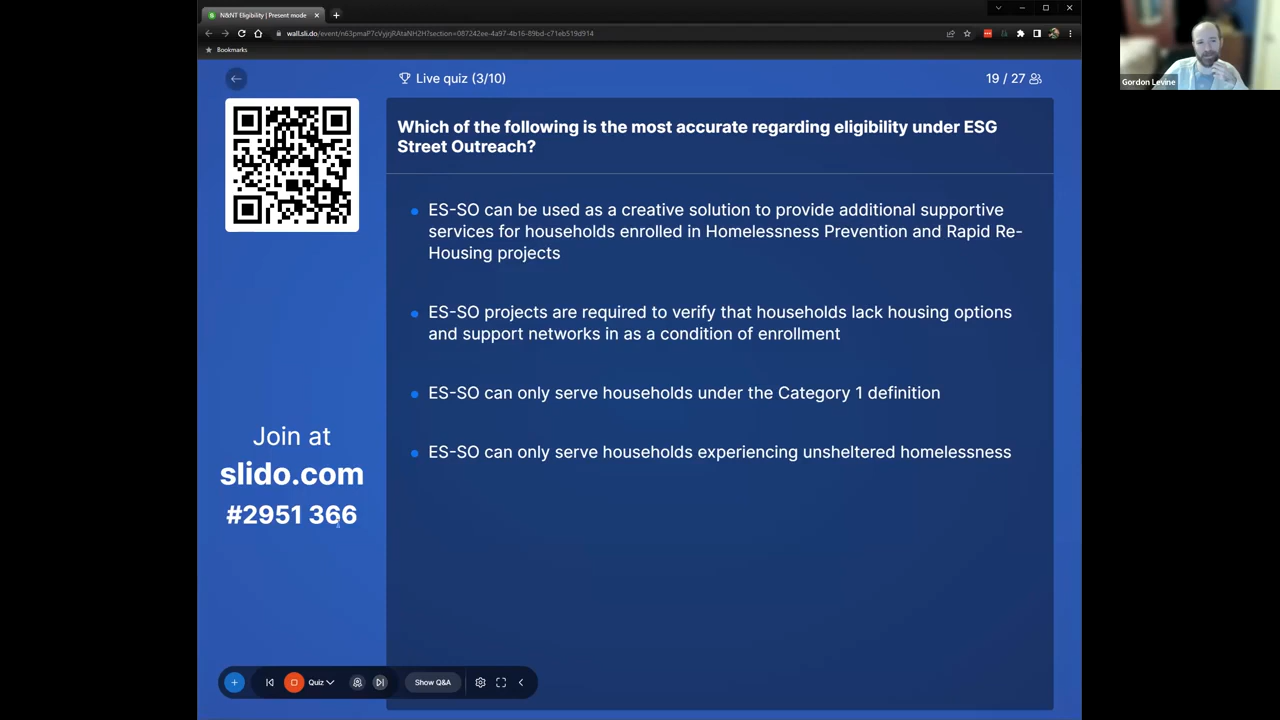 N&NT Eligibility | Present mode
wall.sli.do/event/n63pmaP7cVyjrjRAtaNH2H?section=087242ee-4a97-4b16-89bd-c71eb519d914
Bookmarks
Live quiz (3/10)
19 / 27
Which of the following is the most accurate regarding eligibility under ESG
Street Outreach?
ES-SO can be used as a creative solution to provide additional supportive
services for households enrolled in Homelessness Prevention and Rapid Re-
Housing projects
ES-SO projects are required to verify that households lack housing options
and support networks in as a condition of enrollment
ES-SO can only serve households under the Category 1 definition
ES-SO can only serve households experiencing unsheltered homelessness
Join at
slido.com
#2951 366
Quiz
Show Q&A
Gordon Levine